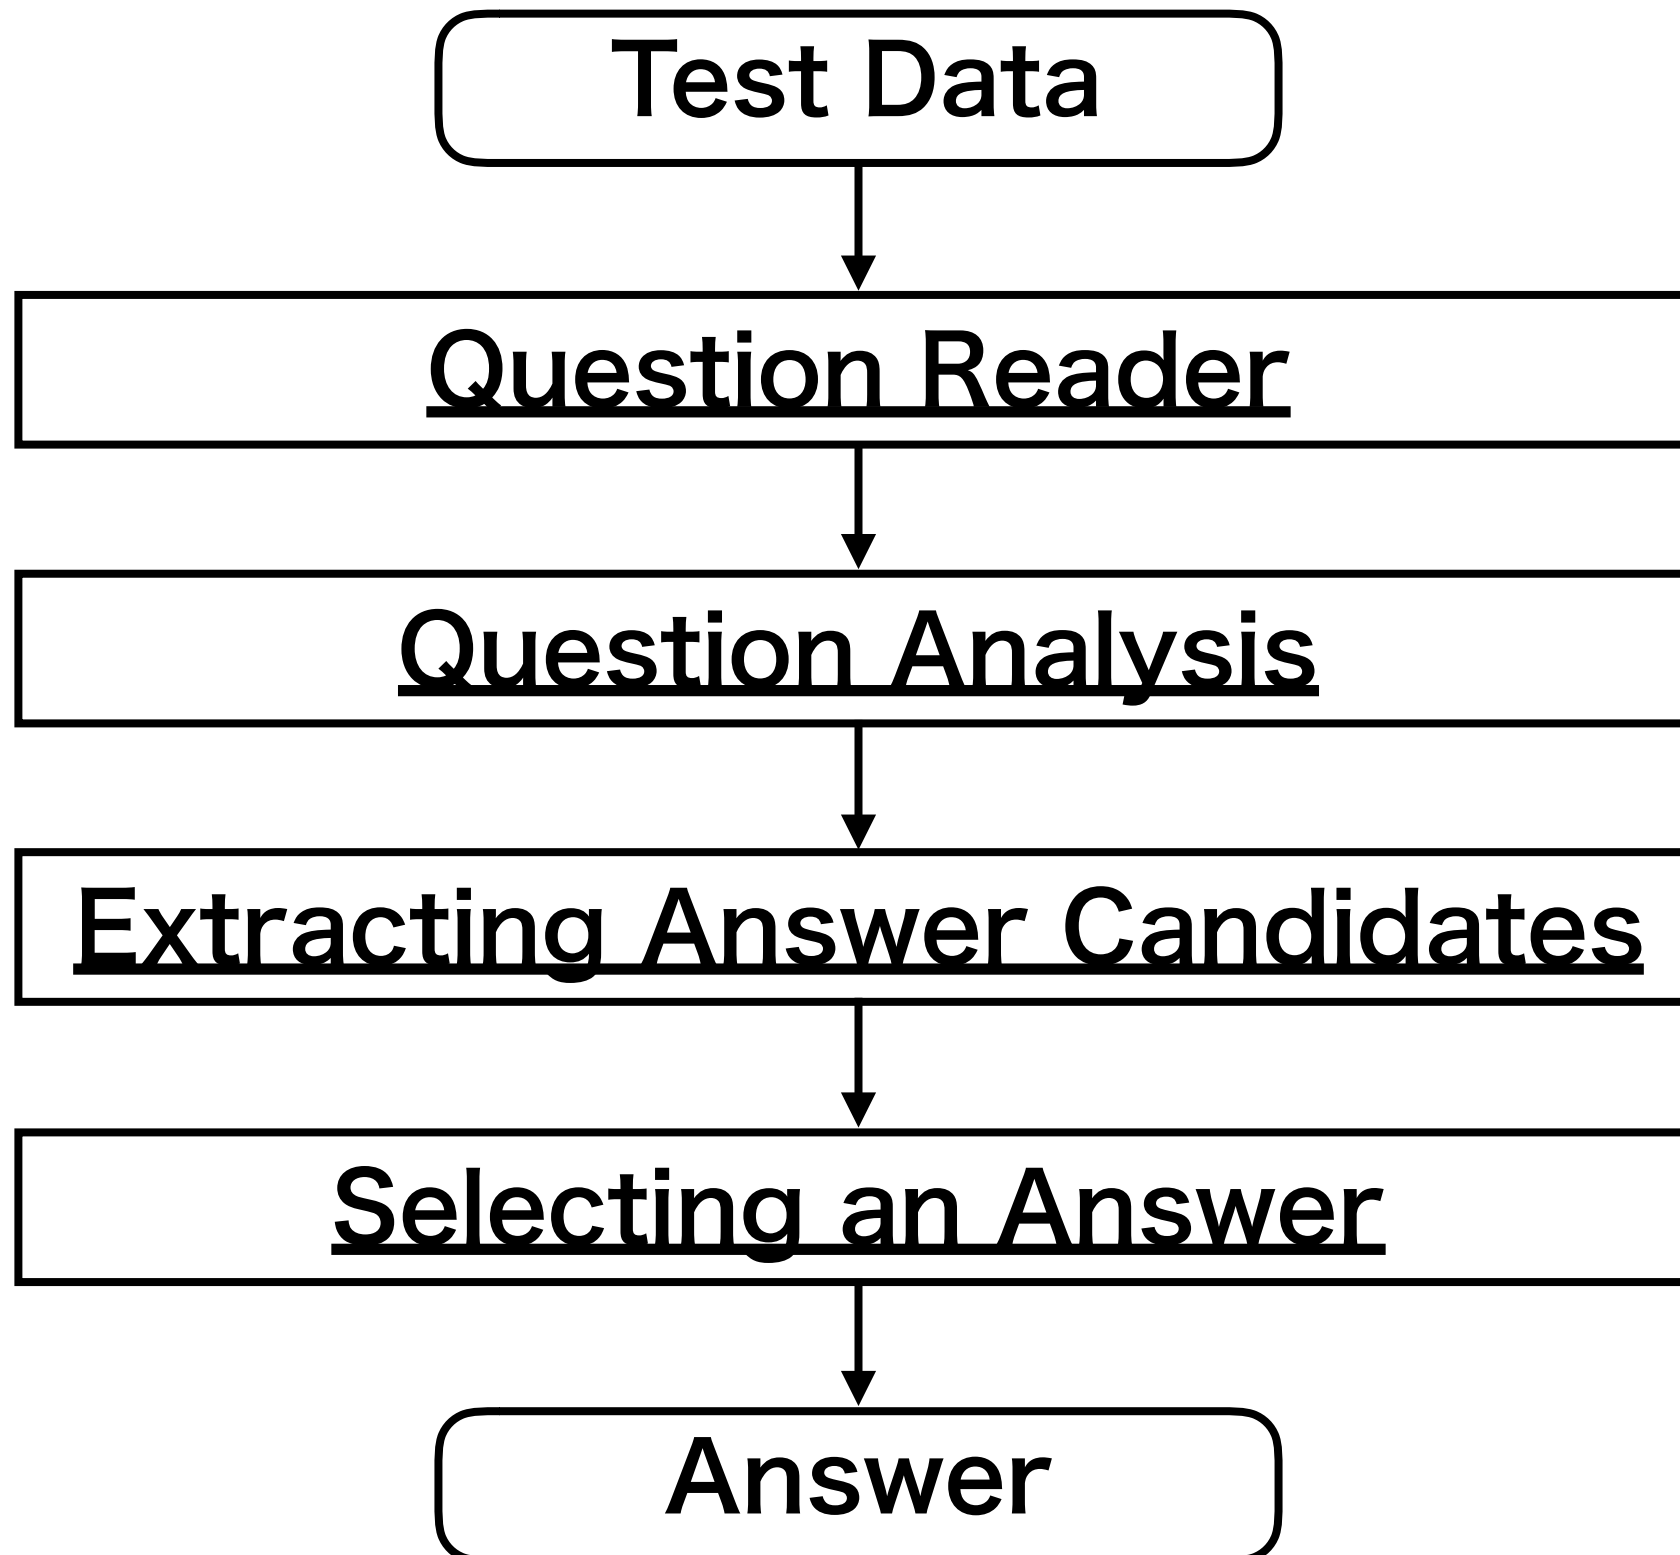 Test Data
Question Reader
Question Analysis
Extracting Answer Candidates
Selecting an Answer
Answer